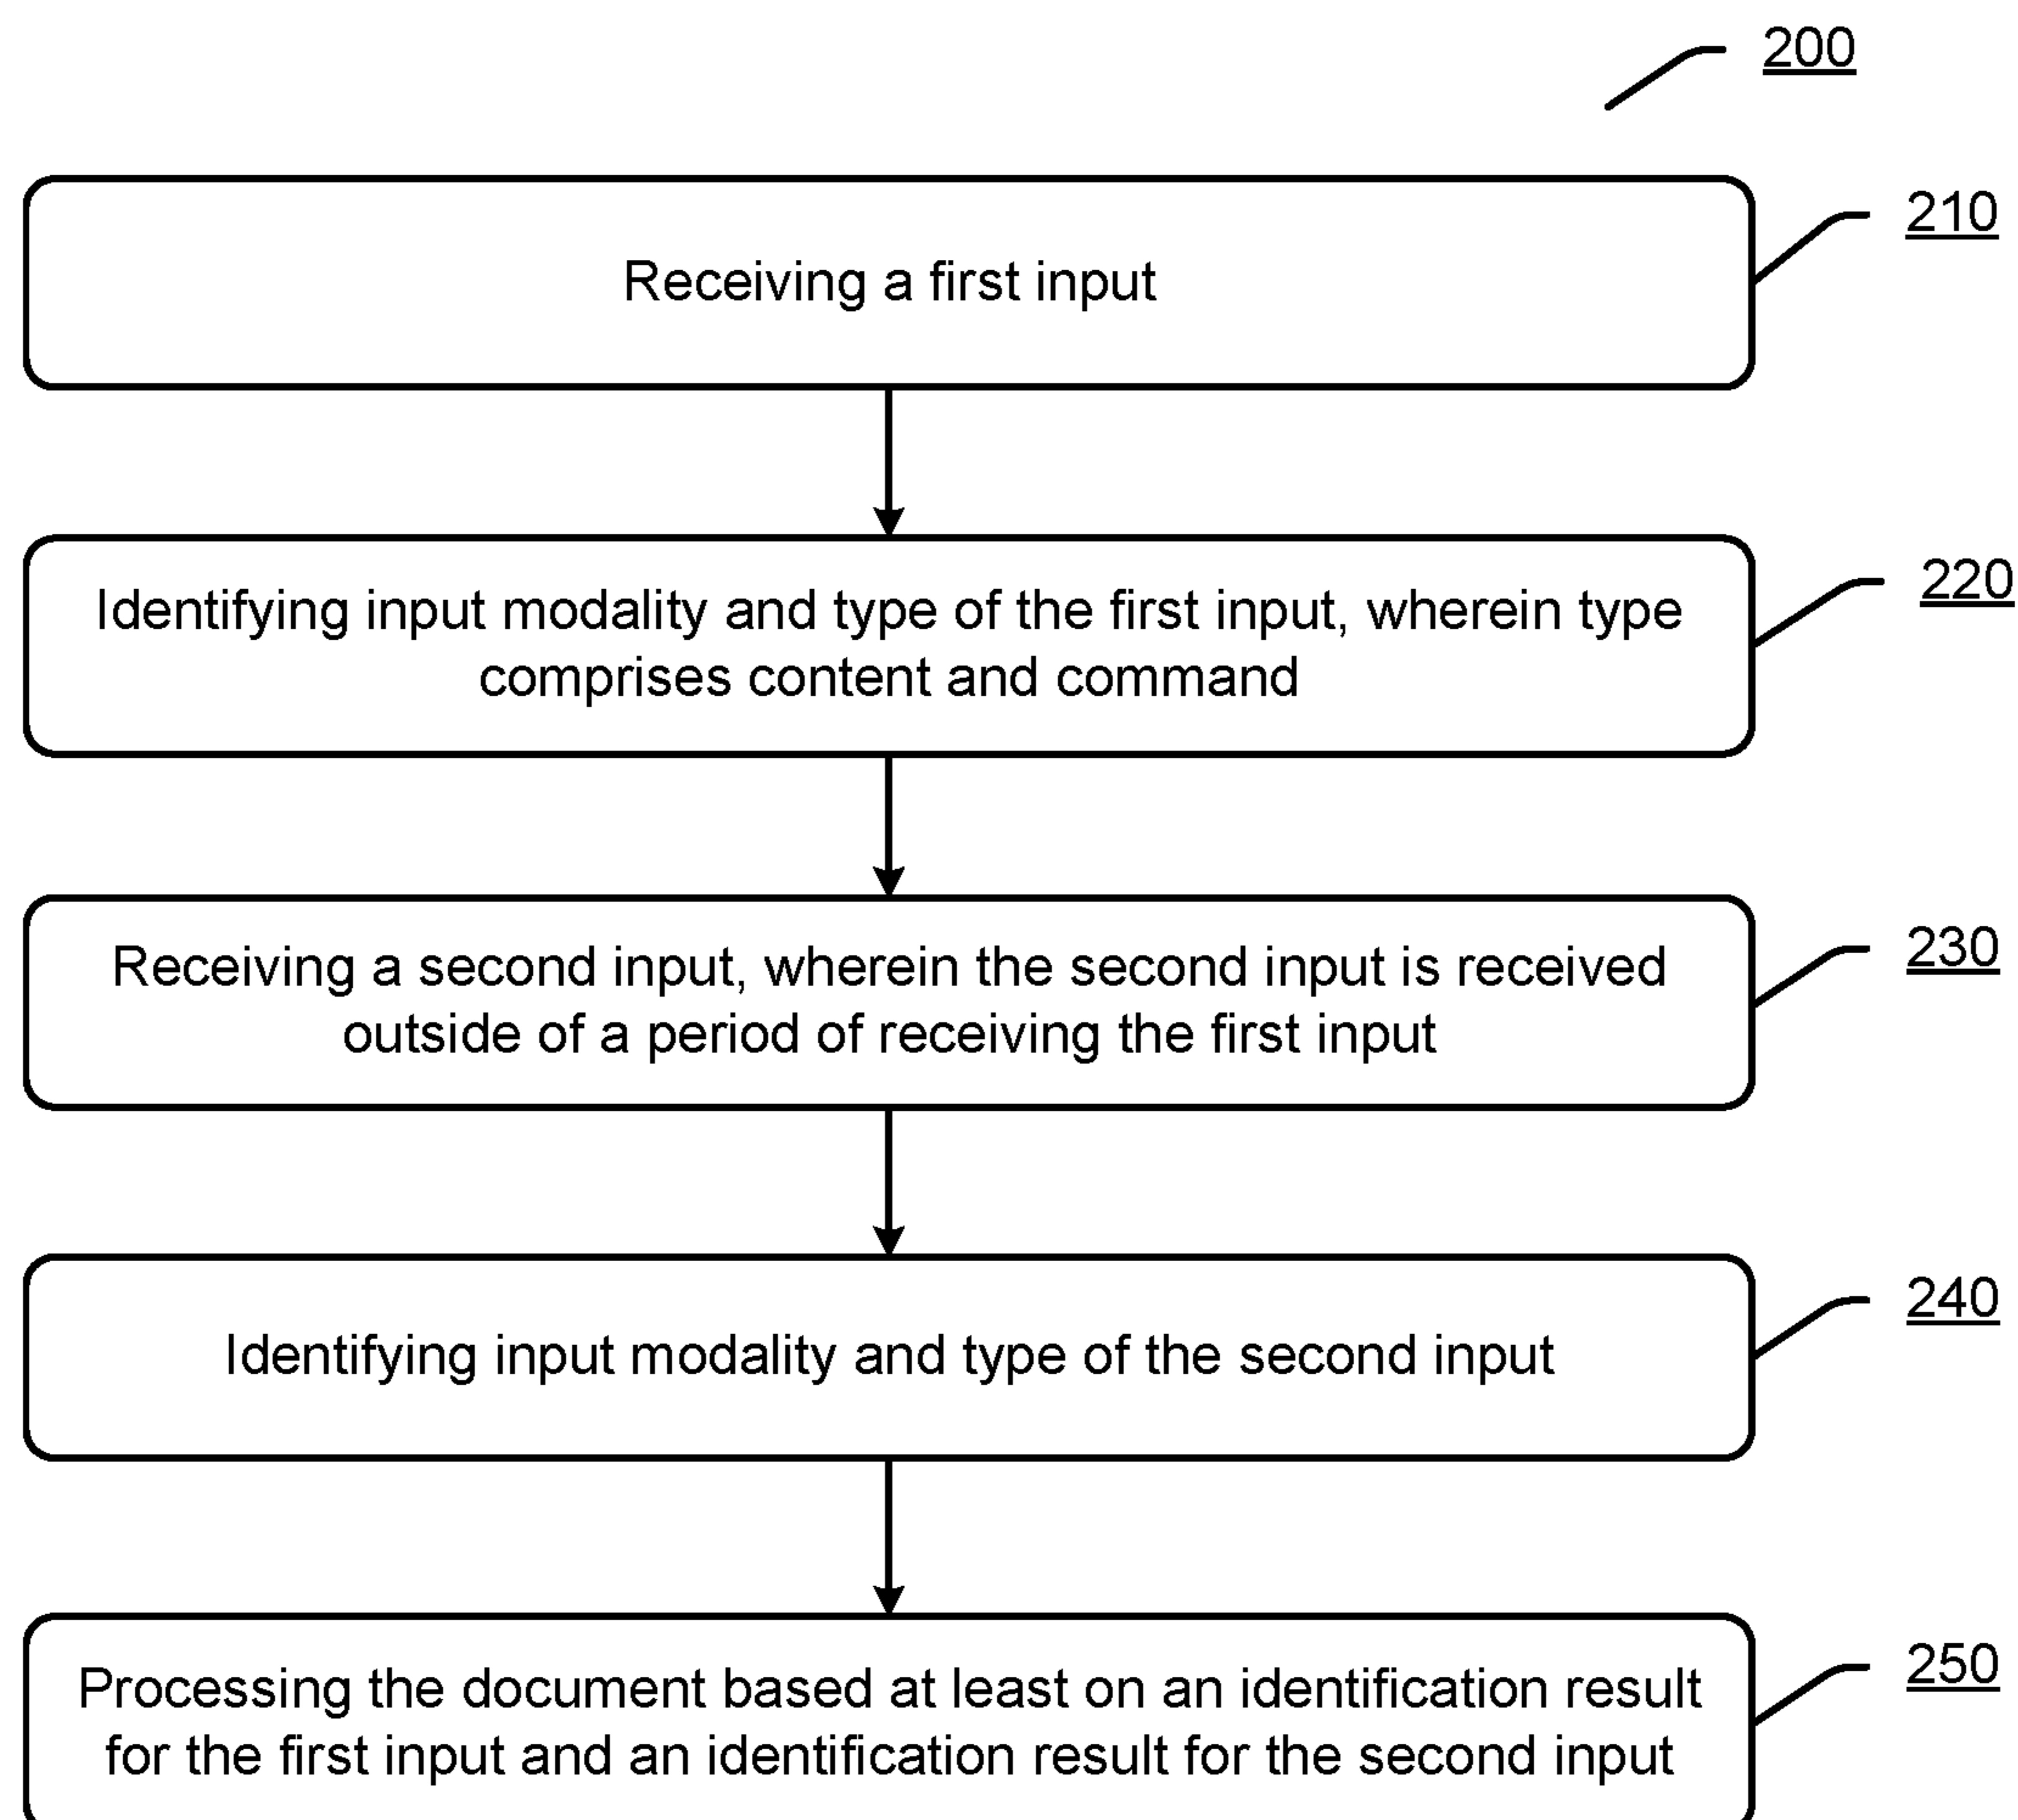 200
210
Receiving a first input
220
Identifying input modality and type of the first input, wherein type
comprises content and command
230
Receiving a second input, wherein the second input is received
outside of a period of receiving the first input
240
Identifying input modality and type of the second input
250
Processing the document based at least on an identification result
for the first input and an identification result for the second input